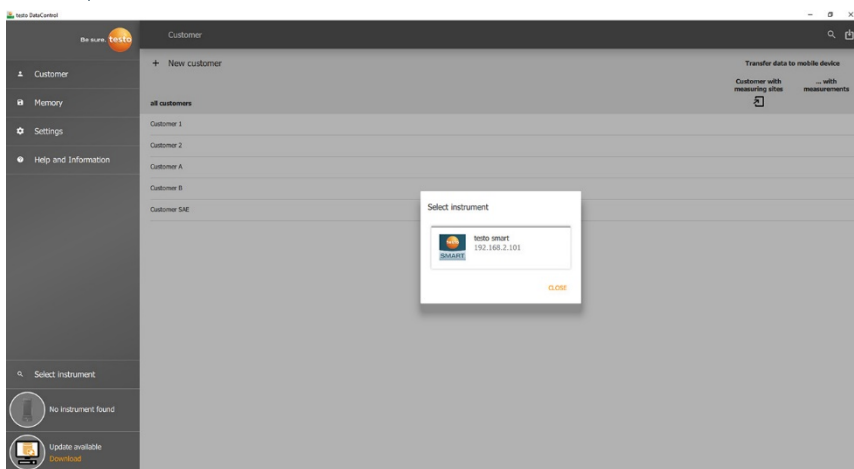 testo DataControl
Be sure. testo
Customer
Customer
Memory
Settings
Help and Information
Select instrument
No instrument found
Update available
Download
+ New customer
Transfer data to mobile device
Customer with measuring sites
... with measurements
all customers
Customer 1
Customer 2
Customer A
Customer B
Customer SAE
Select instrument
testo
SMART
testo smart
192.168.2.101
CLOSE